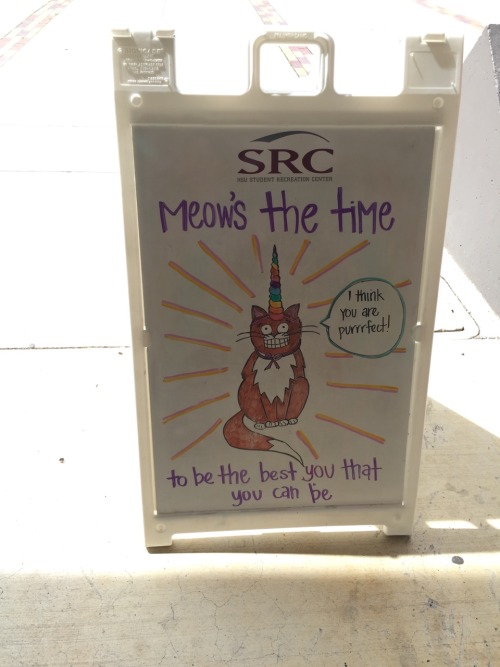 SRC
STUDENT RECREATION CENTER
Meow's the time
I think
you are
purrrfect!
to be the best you that
you can be